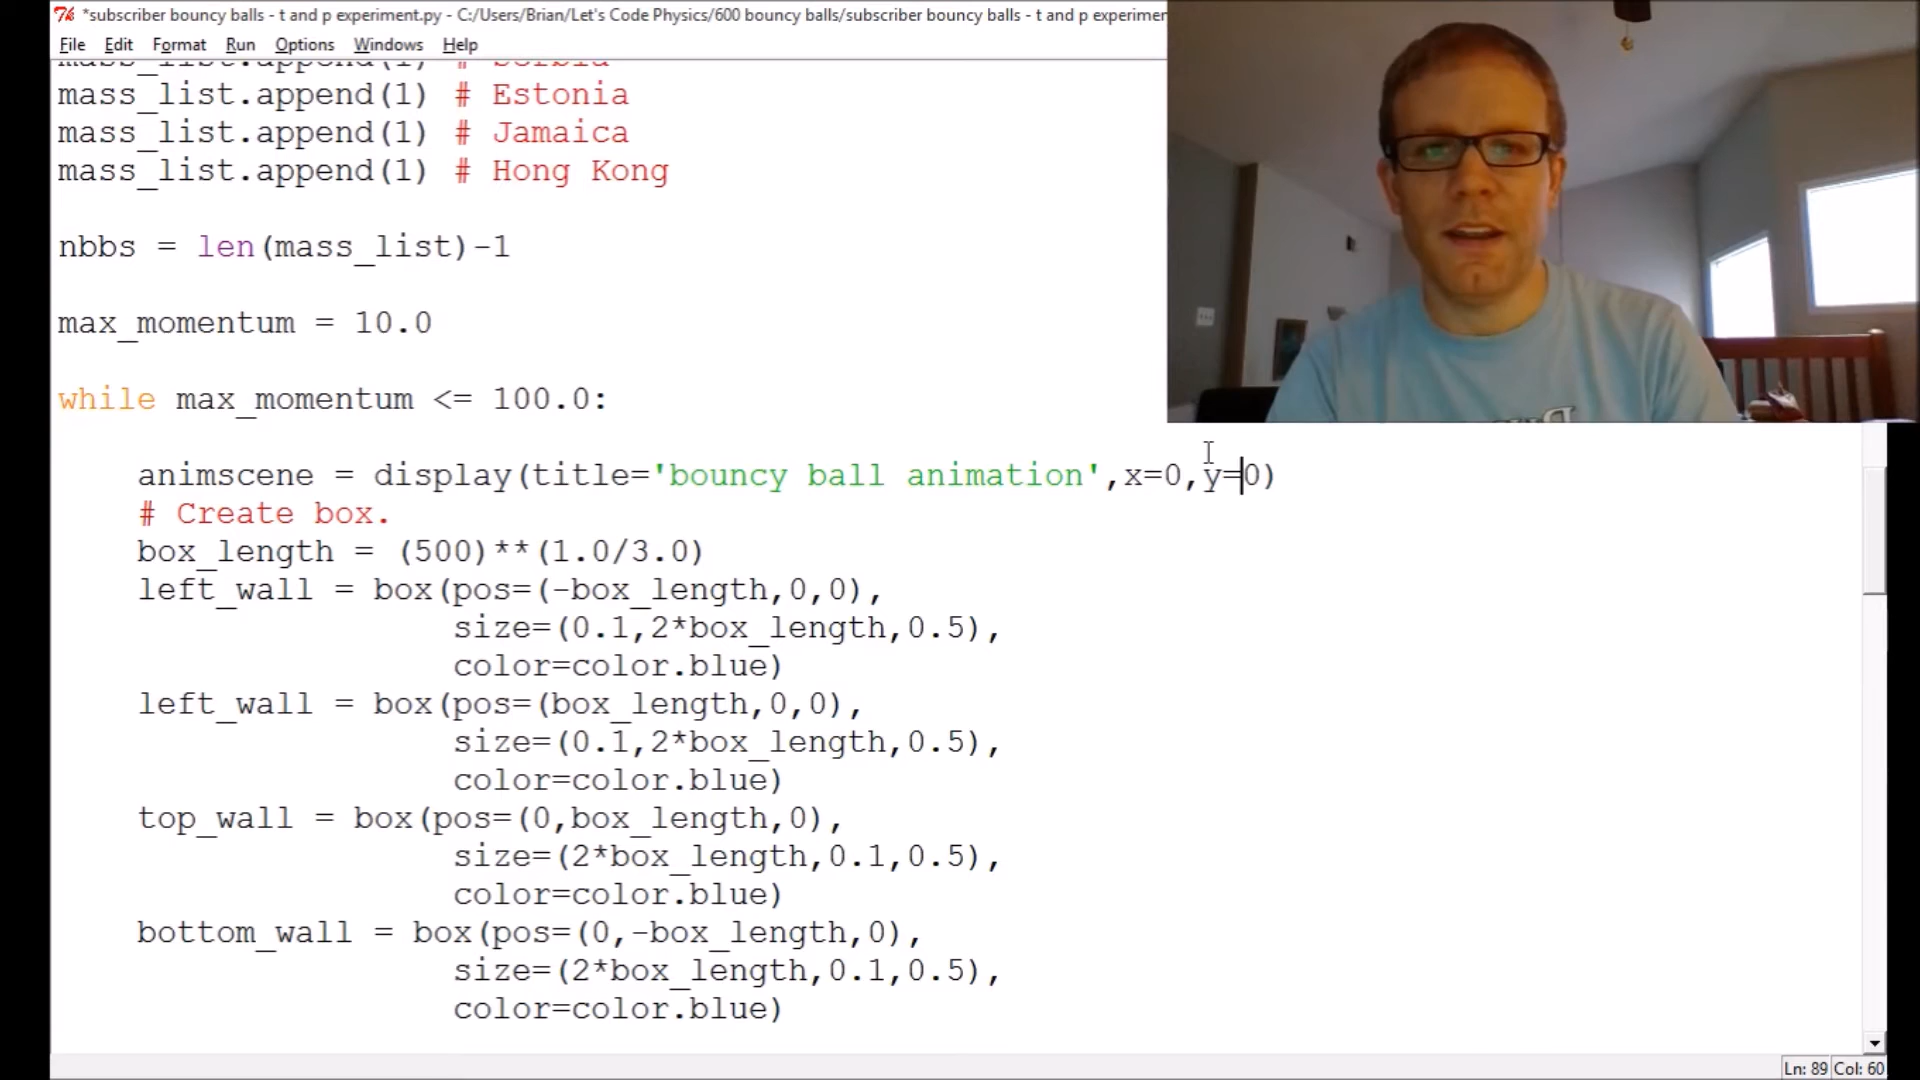 *subscriber bouncy balls - t and p experiment.py - C:/Users/Brian/Let's Code Physics/600 bouncy balls/subscriber bouncy balls - t and p experimen
File Edit Format Run Options Windows Help
mass_list.append(1) # Serbia
mass_list.append(1) # Estonia
mass_list.append(1) # Jamaica
mass_list.append(1) # Hong Kong
nbbs = len(mass_list)-1
max_momentum = 10.0
while max_momentum <= 100.0:
animscene = display(title='bouncy ball animation',x=0,y=0)
# Create box.
box_length = (500)**(1.0/3.0)
left_wall = box(pos=(-box_length,0,0),
size=(0.1,2*box_length,0.5),
color=color.blue)
left_wall = box(pos=(box_length,0,0),
size=(0.1,2*box_length,0.5),
color=color.blue)
top_wall = box(pos=(0,box_length,0),
size=(2*box_length,0.1,0.5),
color=color.blue)
bottom_wall = box(pos=(0,-box_length,0),
size=(2*box_length,0.1,0.5),
color=color.blue)
Ln: 89 Col: 60